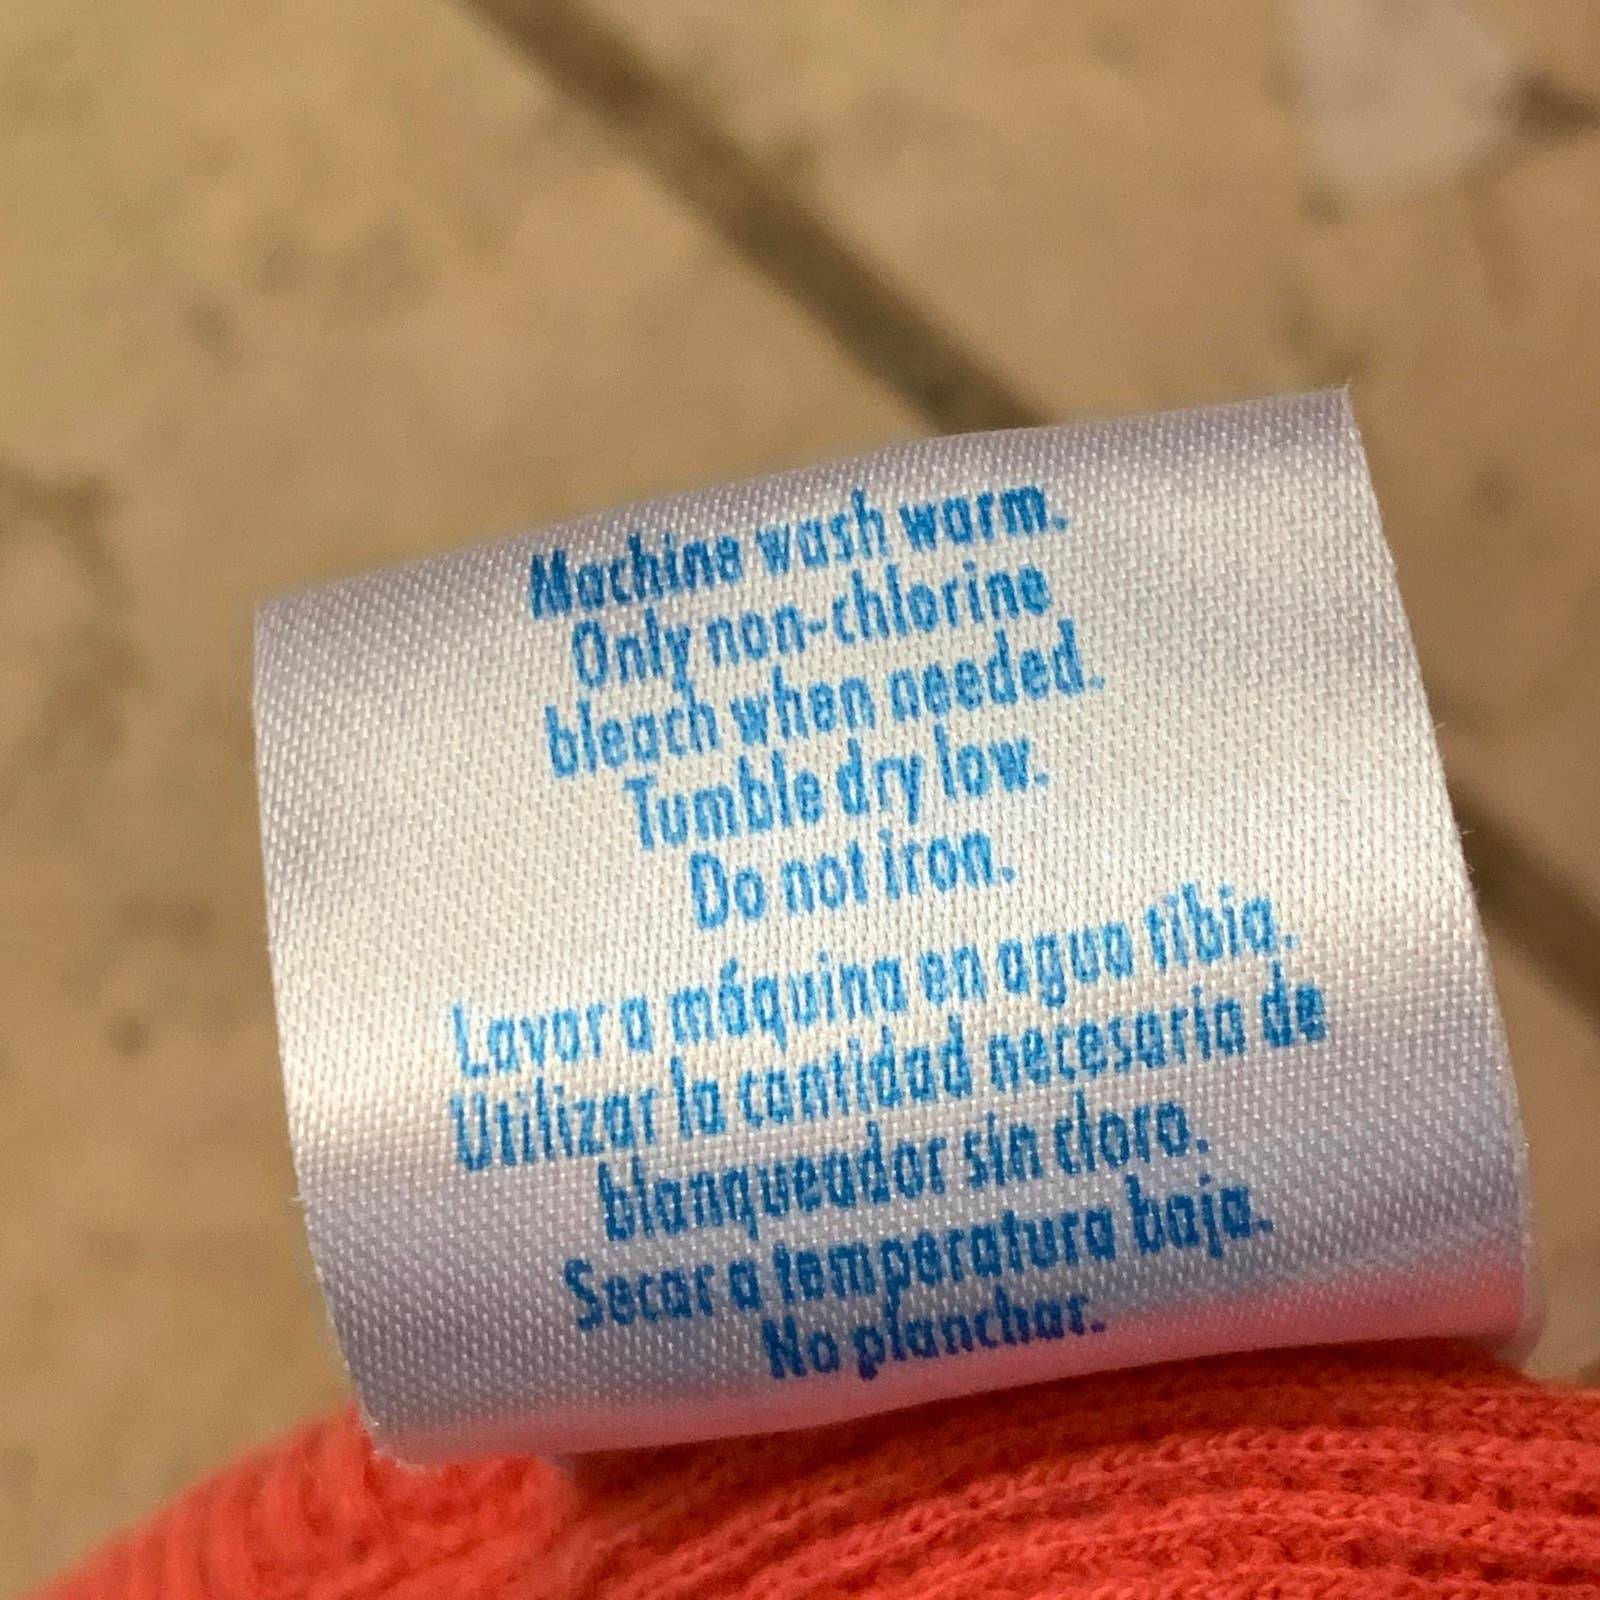 Machine wash warm.
Only non-chlorine
bleach when needed.
Tumble dry low.
Do not iron.
Lavar a máquina en agua tibia.
Utilizar la cantidad necesaria de
blanqueador sin cloro.
Secar a temperatura baja.
No planchar.